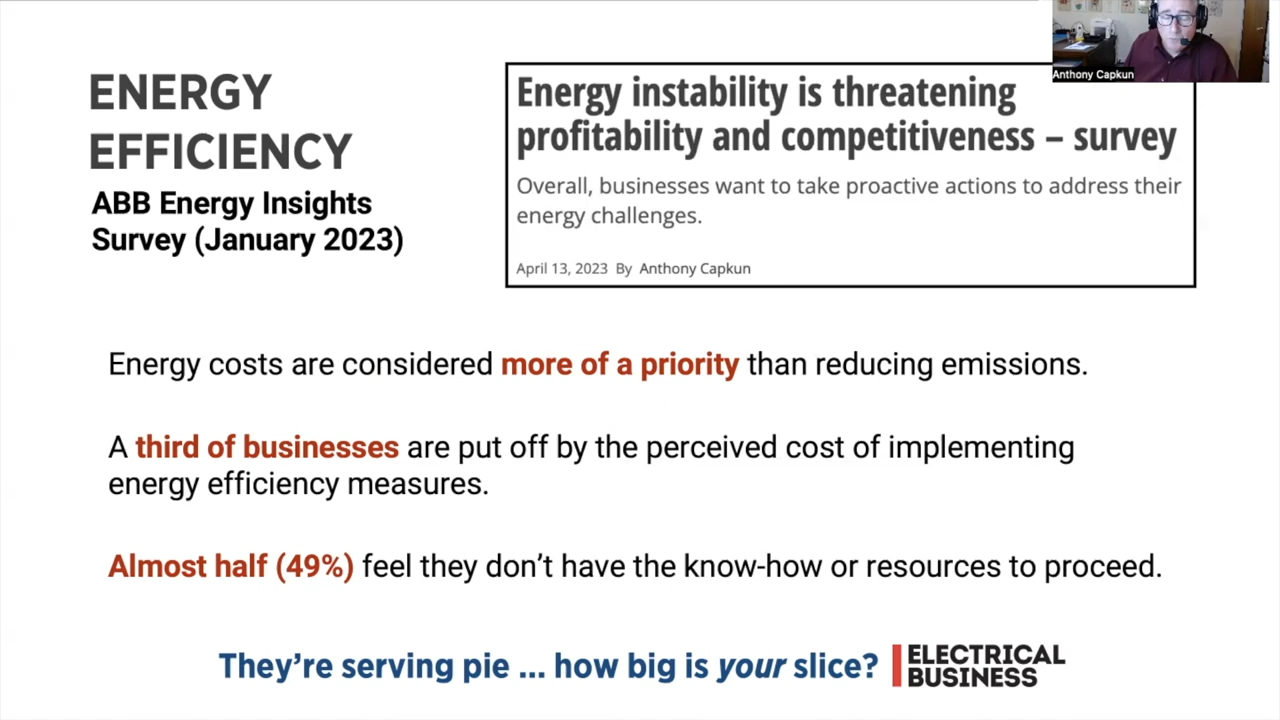 ENERGY
EFFICIENCY
ABB Energy Insights
Survey (January 2023)
Energy instability is threatening
profitability and competitiveness – survey
Overall, businesses want to take proactive actions to address their
energy challenges.
April 13, 2023 By Anthony Capkun
Anthony Capkun
Energy costs are considered more of a priority than reducing emissions.
A third of businesses are put off by the perceived cost of implementing
energy efficiency measures.
Almost half (49%) feel they don’t have the know-how or resources to proceed.
They’re serving pie ... how big is your slice?
ELECTRICAL
BUSINESS